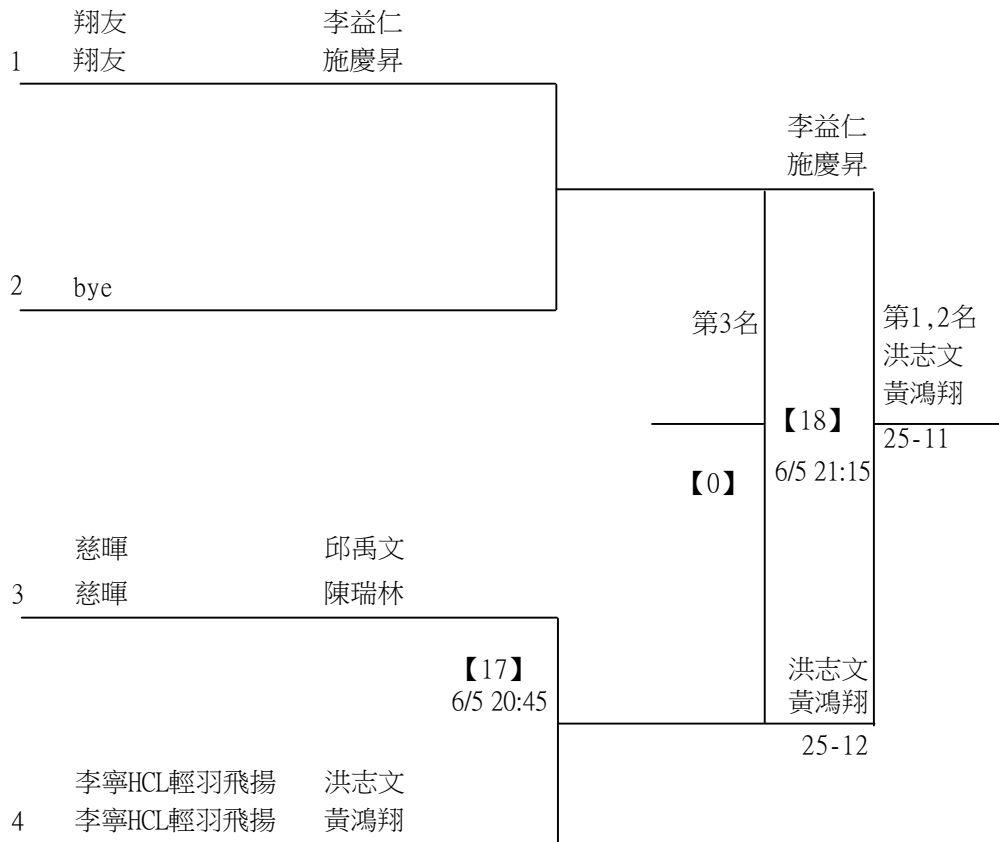 翔友 李益仁
1 翔友 施慶昇
李益仁
施慶昇
2 bye
第3名
第1,2名
洪志文
黃鴻翔
【18】
25-11
6/5 21:15
【0】
慈暉 邱禹文
3 慈暉 陳瑞林
【17】
6/5 20:45
洪志文
黃鴻翔
25-12
李寧HCL輕羽飛揚 洪志文
4 李寧HCL輕羽飛揚 黃鴻翔